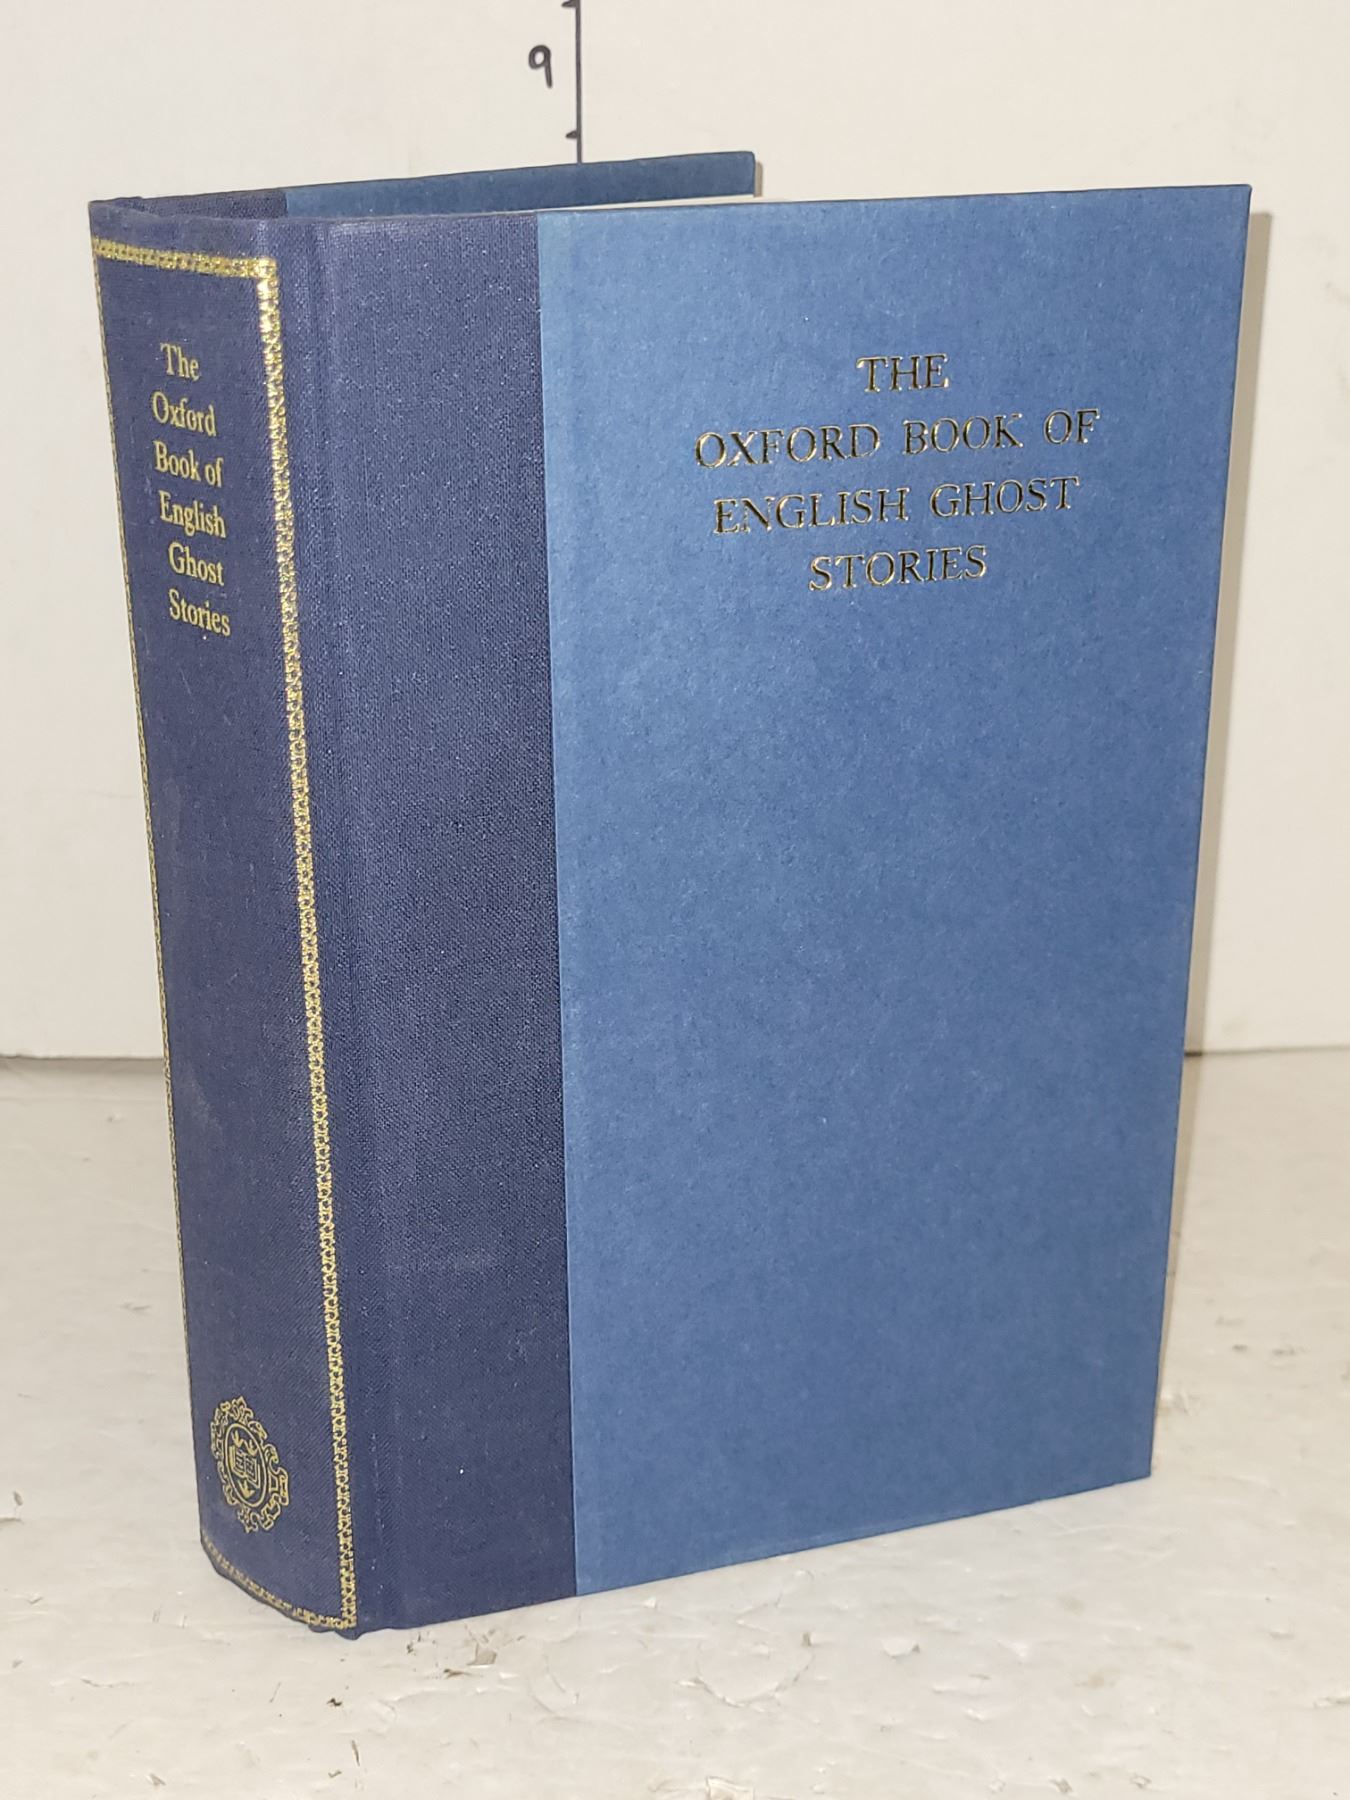 9
The
Oxford
Book of
English
Ghost
Stories
THE
OXFORD BOOK OF
ENGLISH GHOST
STORIES